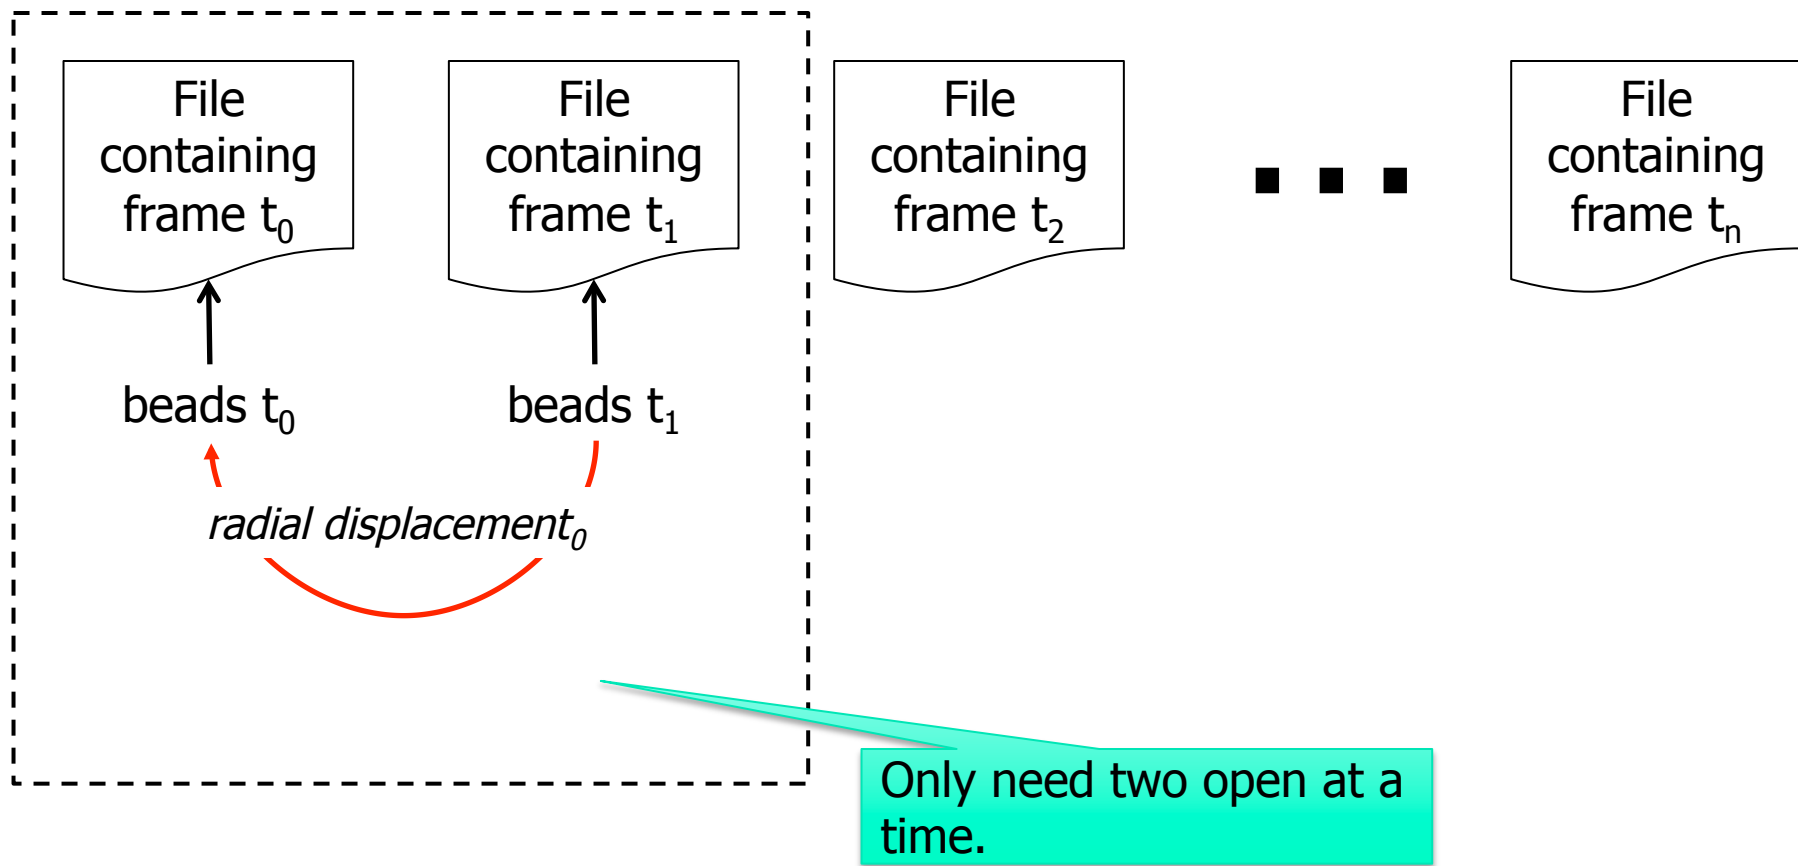 File
containing
frame t0
File
containing
frame t1
File
containing
frame t2
File
containing
frame tn
beads t0
beads t1
radial displacement0
Only need two open at a
time.